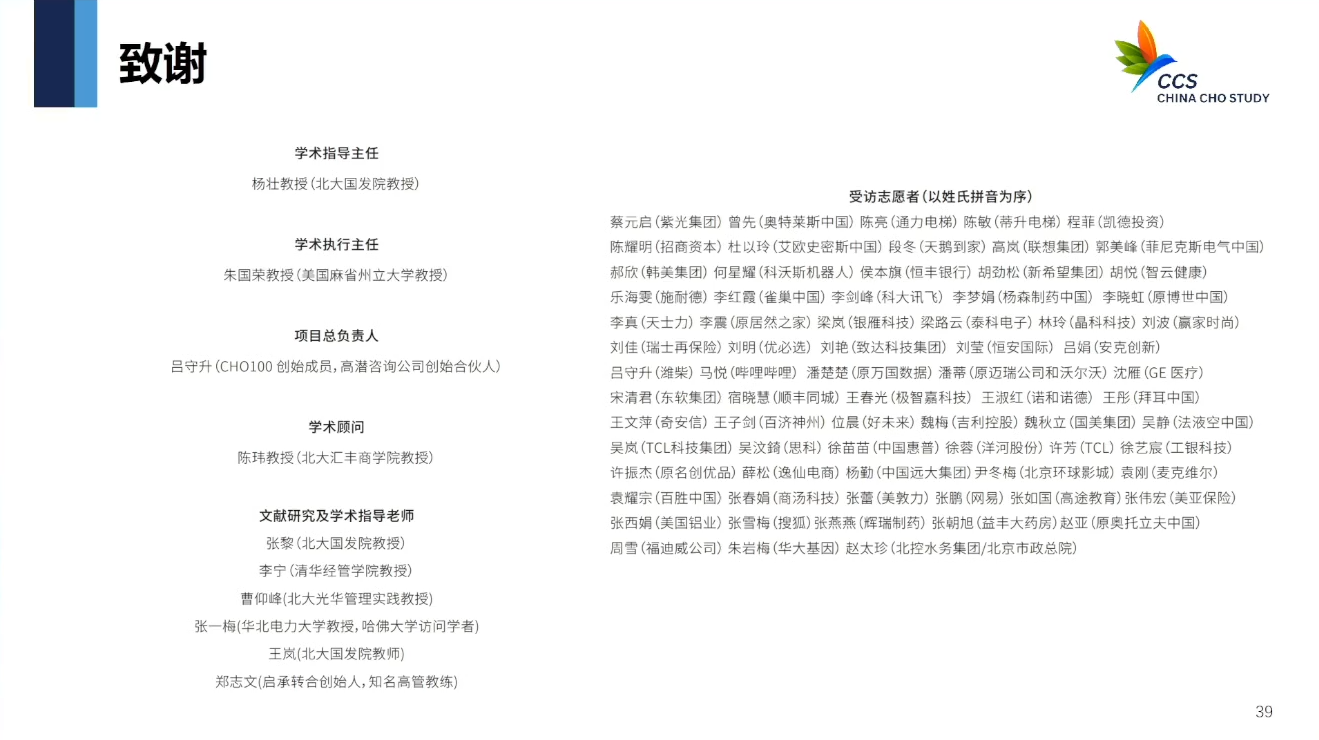 致谢
CCS
CHINA CHO STUDY
学术指导主任
杨壮教授（北大国发院教授）
学术执行主任
朱国荣教授（美国麻省州立大学教授）
项目总负责人
吕守升（CHO100 创始成员，高潜咨询公司创始合伙人）
学术顾问
陈玮教授（北大汇丰商学院教授）
文献研究及学术指导老师
张黎（北大国发院教授）
李宁（清华经管学院教授）
曹仰峰(北大光华管理实践教授)
张一梅(华北电力大学教授，哈佛大学访问学者)
王岚(北大国发院教师)
郑志文(启承转合创始人，知名高管教练)
受访志愿者（以姓氏拼音为序）
蔡元启（紫光集团） 曾先（奥特莱斯中国） 陈亮（通力电梯） 陈敏（蒂升电梯） 程菲（凯德投资）
陈耀明（招商资本） 杜以玲（艾欧史密斯中国） 段冬（天鹅到家） 高岚（联想集团） 郭美峰（菲尼克斯电气中国）
郝欣（韩美集团） 何星耀（科沃斯机器人） 侯本旗（恒丰银行） 胡劲松（新希望集团） 胡悦（智云健康）
乐海雯（施耐德） 李红霞（雀巢中国） 李剑峰（科大讯飞） 李梦娟（杨森制药中国） 李晓虹（原博世中国）
李真（天士力） 李震（原居然之家） 梁岚（银雁科技） 梁路云（泰科电子） 林玲（晶科科技） 刘波（赢家时尚）
刘佳（瑞士再保险） 刘明（优必选） 刘艳（致达科技集团） 刘莹（恒安国际） 吕娟（安克创新）
吕守升（潍柴） 马悦（哔哩哔哩） 潘楚楚（原万国数据） 潘蒂（原迈瑞公司和沃尔沃） 沈雁（GE 医疗）
宋清君（东软集团） 宿晓慧（顺丰同城） 王春光（极智嘉科技） 王淑红（诺和诺德） 王彤（拜耳中国）
王文萍（奇安信） 王子剑（百济神州） 位晨（好未来） 魏梅（吉利控股） 魏秋立（国美集团） 吴静（法液空中国）
吴岚（TCL科技集团） 吴汶錡（思科） 徐苗苗（中国惠普） 徐蓉（洋河股份） 许芳（TCL） 徐艺宸（工银科技）
许振杰（原名创优品） 薛松（逸仙电商） 杨勤（中国远大集团） 尹冬梅（北京环球影城） 袁刚（麦克维尔）
袁耀宗（百胜中国） 张春娟（商汤科技） 张蕾（美敦力） 张鹏（网易） 张如国（高途教育） 张伟宏（美亚保险）
张西娟（美国铝业） 张雪梅（搜狐） 张燕燕（辉瑞制药） 张朝旭（益丰大药房） 赵亚（原奥托立夫中国）
周雪（福迪威公司） 朱岩梅（华大基因） 赵太珍（北控水务集团/北京市政总院）
39